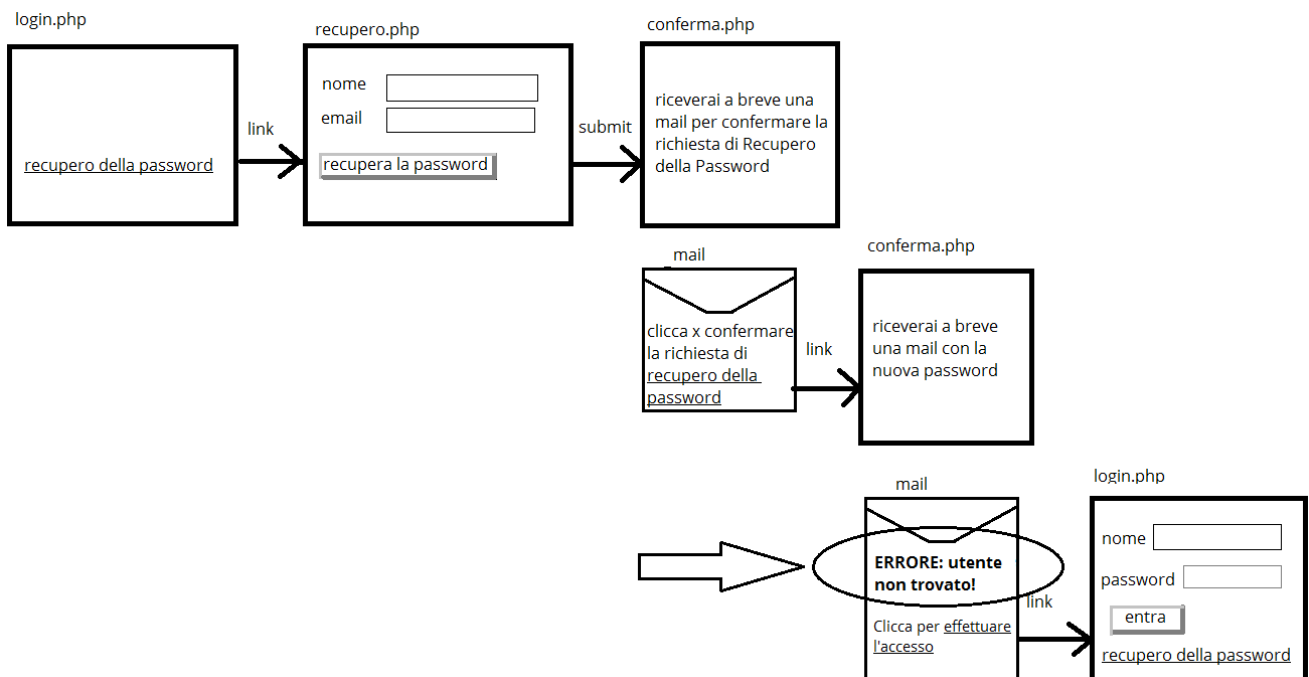 login.php
recupero della password
link
recupero.php
nome
email
recupera la password
submit
conferma.php
riceverai a breve una
mail per confermare la
richiesta di Recupero
della Password
mail
clicca x confermare
la richiesta di
recupero della
password
link
conferma.php
riceverai a breve
una mail con la
nuova password
mail
ERRORE: utente
non trovato!
Clicca per effettuare
l'accesso
link
login.php
nome
password
entra
recupero della password